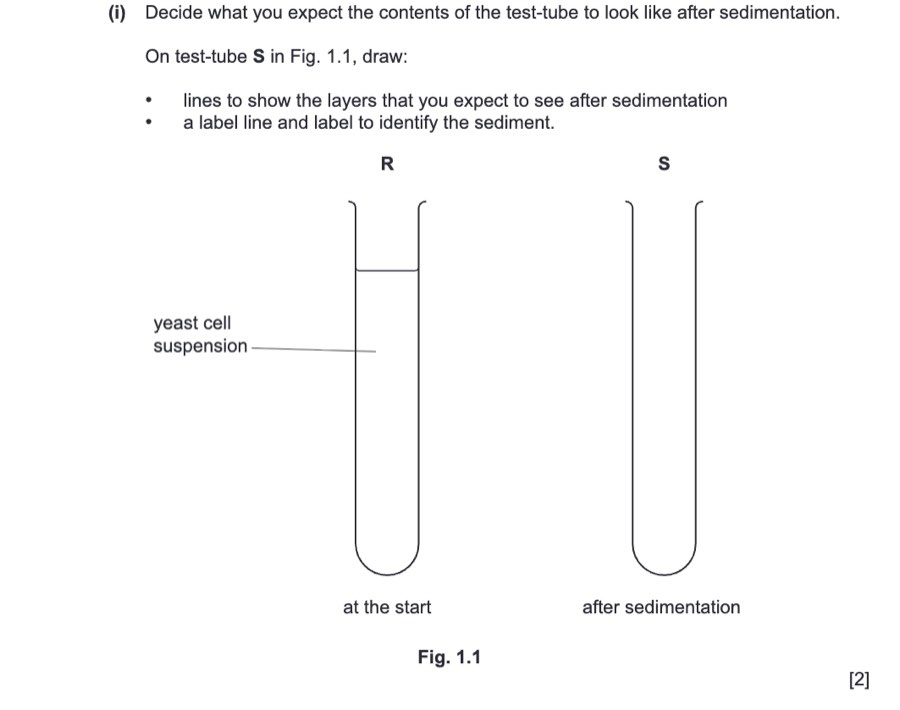 (i) Decide what you expect the contents of the test-tube to look like after sedimentation.
On test-tube S in Fig. 1.1, draw:
• lines to show the layers that you expect to see after sedimentation
• a label line and label to identify the sediment.
R S
yeast cell
suspension
at the start after sedimentation
Fig. 1.1
[2]